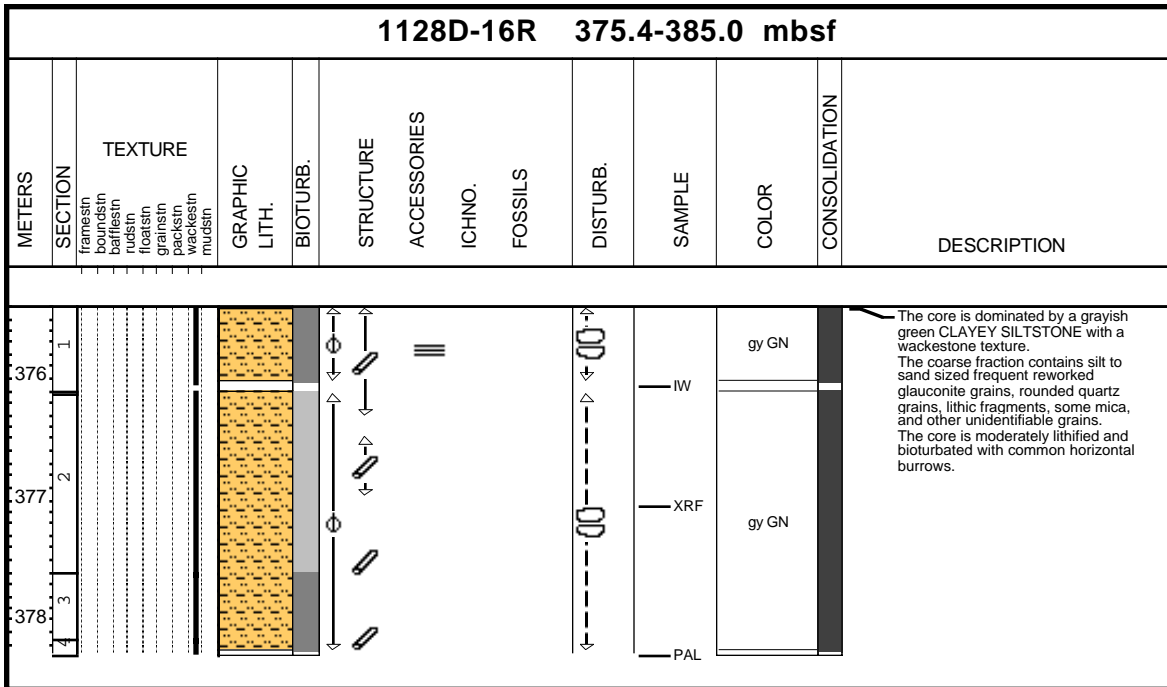 1128D-16R 375.4-385.0 mbsf
METERS
SECTION
TEXTURE
framestn
boundstn
bafflestn
rudstn
floatstn
grainstn
packstn
wackestn
mudstn
GRAPHIC
LITH.
BIOTURB.
STRUCTURE
ACCESSORIES
ICHNO.
FOSSILS
DISTURB.
SAMPLE
COLOR
CONSOLIDATION
DESCRIPTION
376
377
378
1
2
3
4
IW
XRF
PAL
gy GN
gy GN
The core is dominated by a grayish
green CLAYEY SILTSTONE with a
wackestone texture.
The coarse fraction contains silt to
sand sized frequent reworked
glauconite grains, rounded quartz
grains, lithic fragments, some mica,
and other unidentifiable grains.
The core is moderately lithified and
bioturbated with common horizontal
burrows.